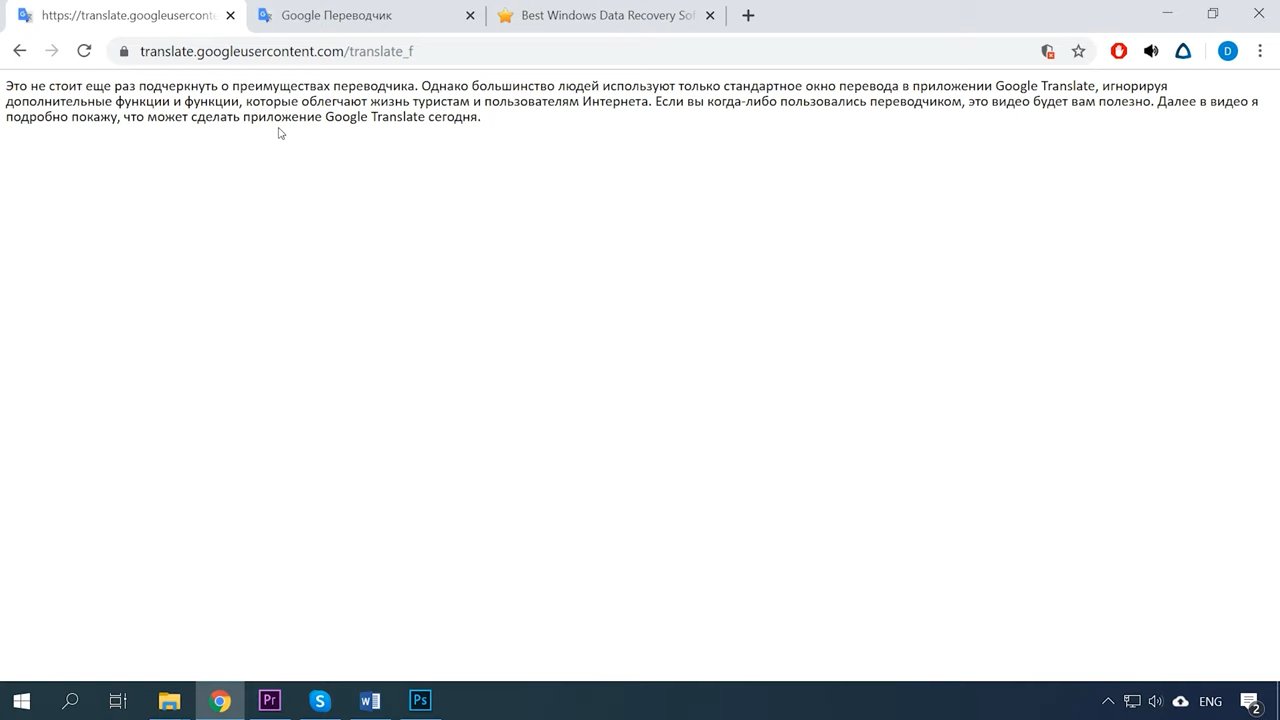 https://translate.googleuserconte
Google Переводчик
Best Windows Data Recovery Sof
translate.googleusercontent.com/translate_f
D
Это не стоит еще раз подчеркнуть о преимуществах переводчика. Однако большинство людей используют только стандартное окно перевода в приложении Google Translate, игнорируя
дополнительные функции и функции, которые облегчают жизнь туристам и пользователям Интернета. Если вы когда-либо пользовались переводчиком, это видео будет вам полезно. Далее в видео я
подробно покажу, что может сделать приложение Google Translate сегодня.
Pr
S
W
Ps
ENG
2